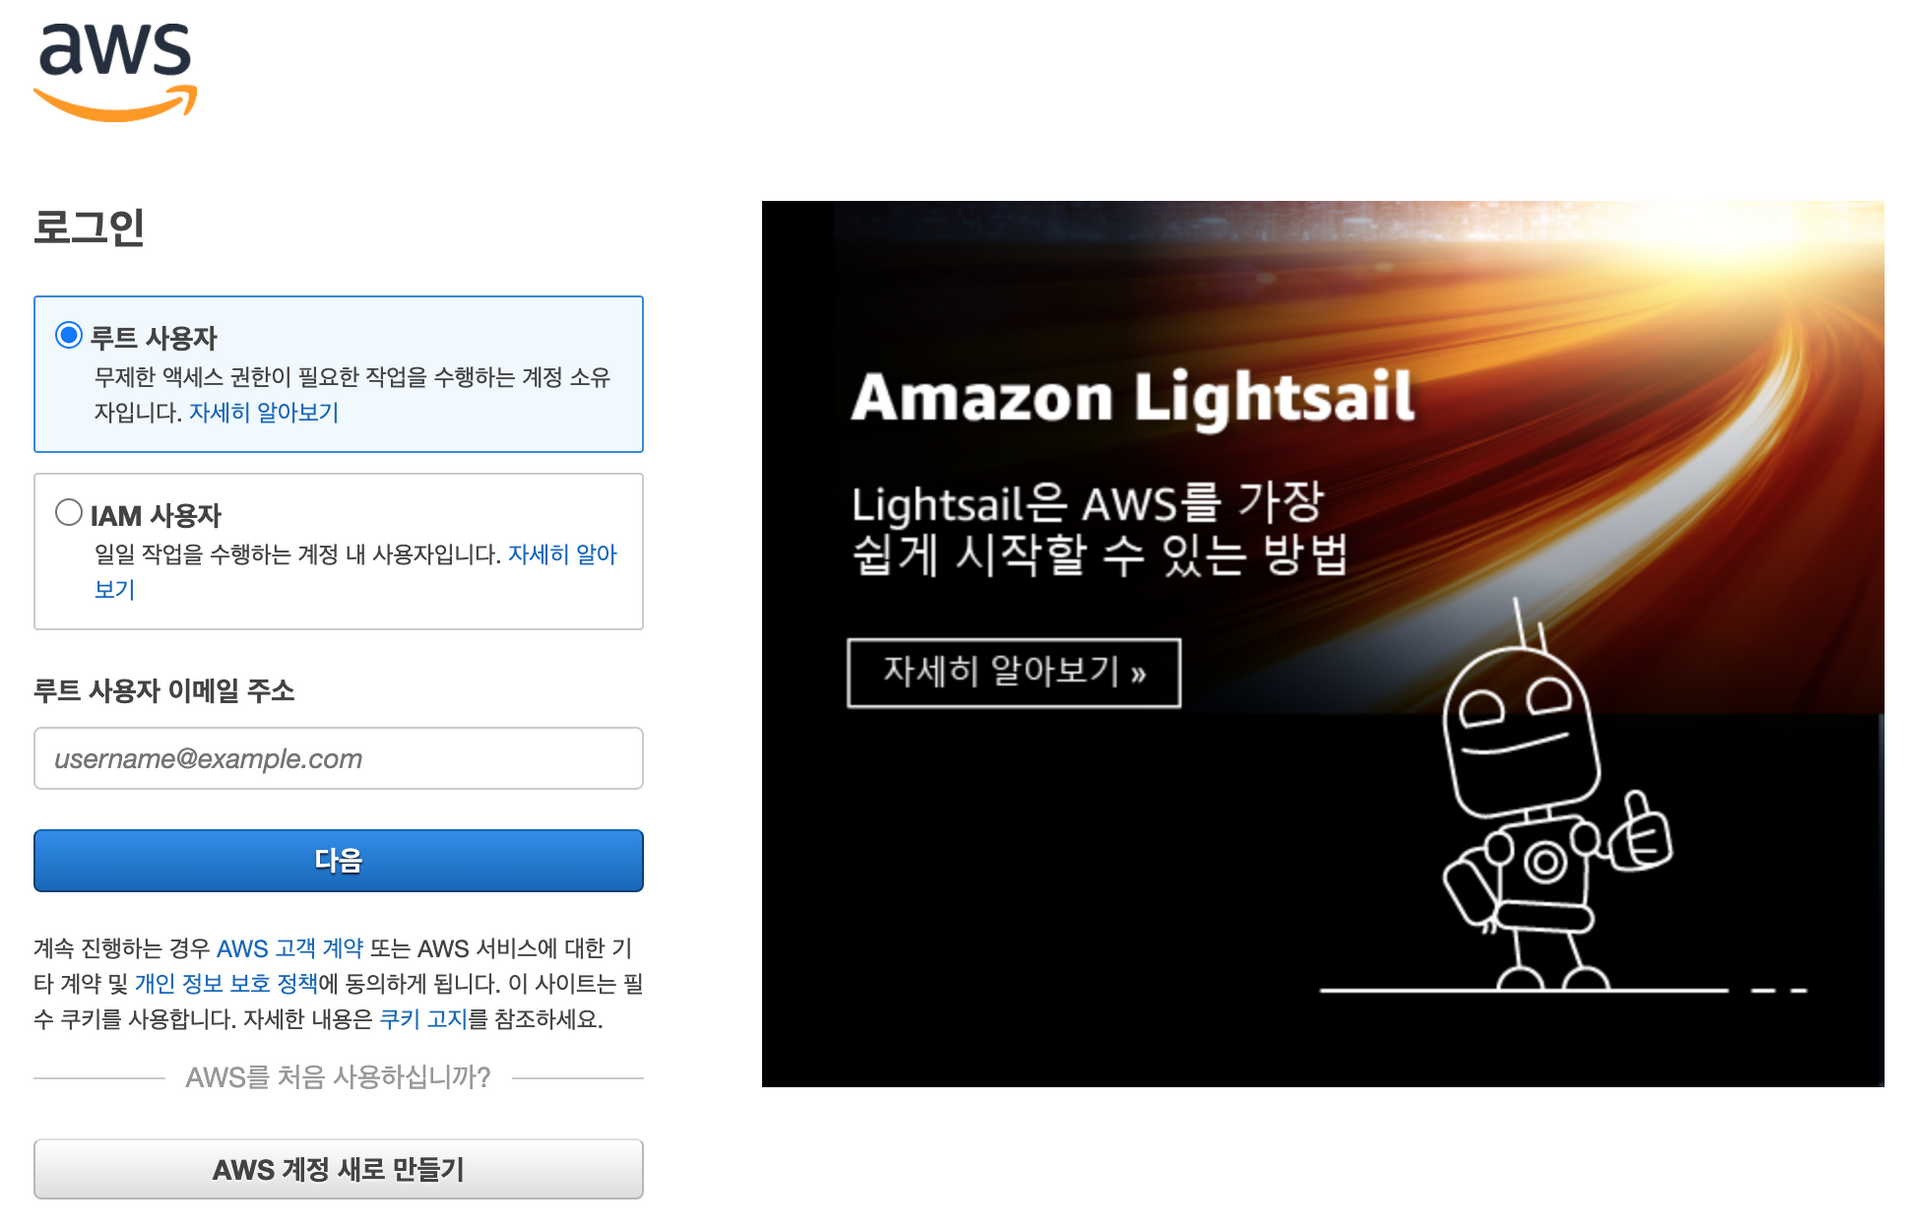 aws
로그인
루트 사용자
무제한 액세스 권한이 필요한 작업을 수행하는 계정 소유
자입니다. 자세히 알아보기
IAM 사용자
일일 작업을 수행하는 계정 내 사용자입니다. 자세히 알아
보기
루트 사용자 이메일 주소
username@example.com
다음
계속 진행하는 경우 AWS 고객 계약 또는 AWS 서비스에 대한 기
타 계약 및 개인 정보 보호 정책에 동의하게 됩니다. 이 사이트는 필
수 쿠키를 사용합니다. 자세한 내용은 쿠키 고지를 참조하세요.
AWS를 처음 사용하십니까?
AWS 계정 새로 만들기
Amazon Lightsail
Lightsail은 AWS를 가장
쉽게 시작할 수 있는 방법
자세히 알아보기 »